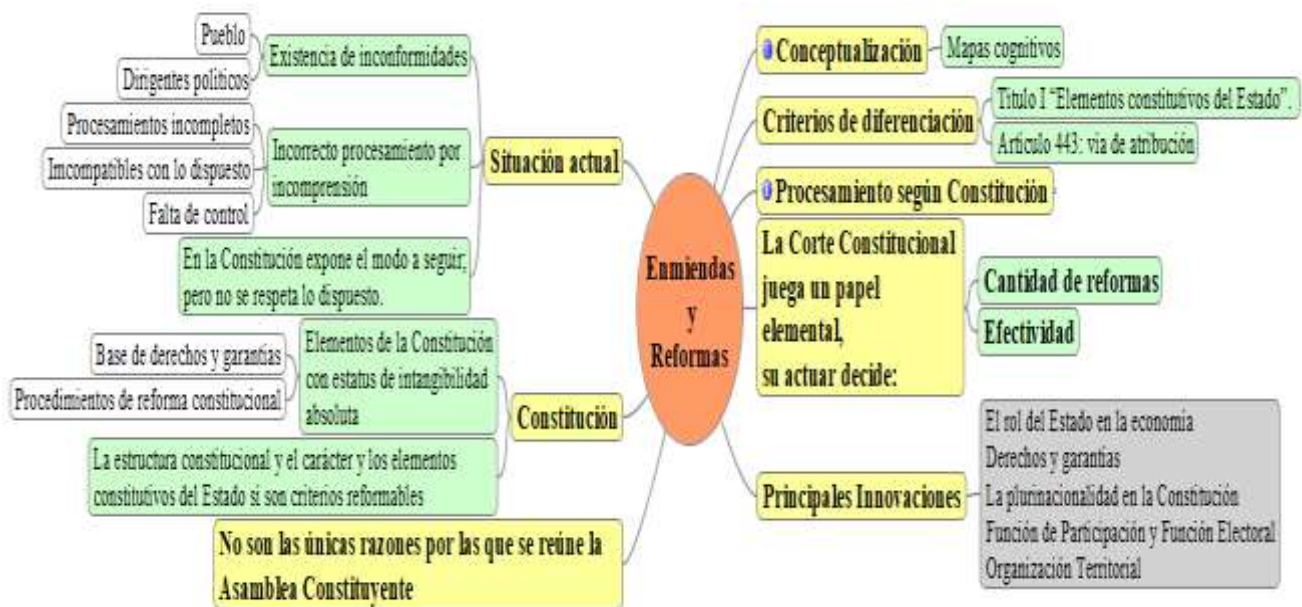 Enmiendas
y
Reformas
Situación actual
Existencia de inconformidades
Pueblo
Dirigentes políticos
Incorrecto procesamiento por
incomprensión
Procesamientos incompletos
Imcompatibles con lo dispuesto
Falta de control
En la Constitución expone el modo a seguir;
pero no se respeta lo dispuesto.
Constitución
Elementos de la Constitución
con estatus de intangibilidad
absoluta
Base de derechos y garantías
Procedimientos de reforma constitucional
La estructura constitucional y el carácter y los elementos
constitutivos del Estado si son criterios reformables
No son las únicas razones por las que se reúne la
Asamblea Constituyente
Conceptualización
Mapas cognitivos
Criterios de diferenciación
Titulo I “Elementos constitutivos del Estado”.
Artículo 443: via de atribución
Procesamiento según Constitución
La Corte Constitucional
juega un papel
elemental,
su actuar decide:
Cantidad de reformas
Efectividad
Principales Innovaciones
El rol del Estado en la economía
Derechos y garantías
La plurinacionalidad en la Constitución
Función de Participación y Función Electoral
Organización Territorial